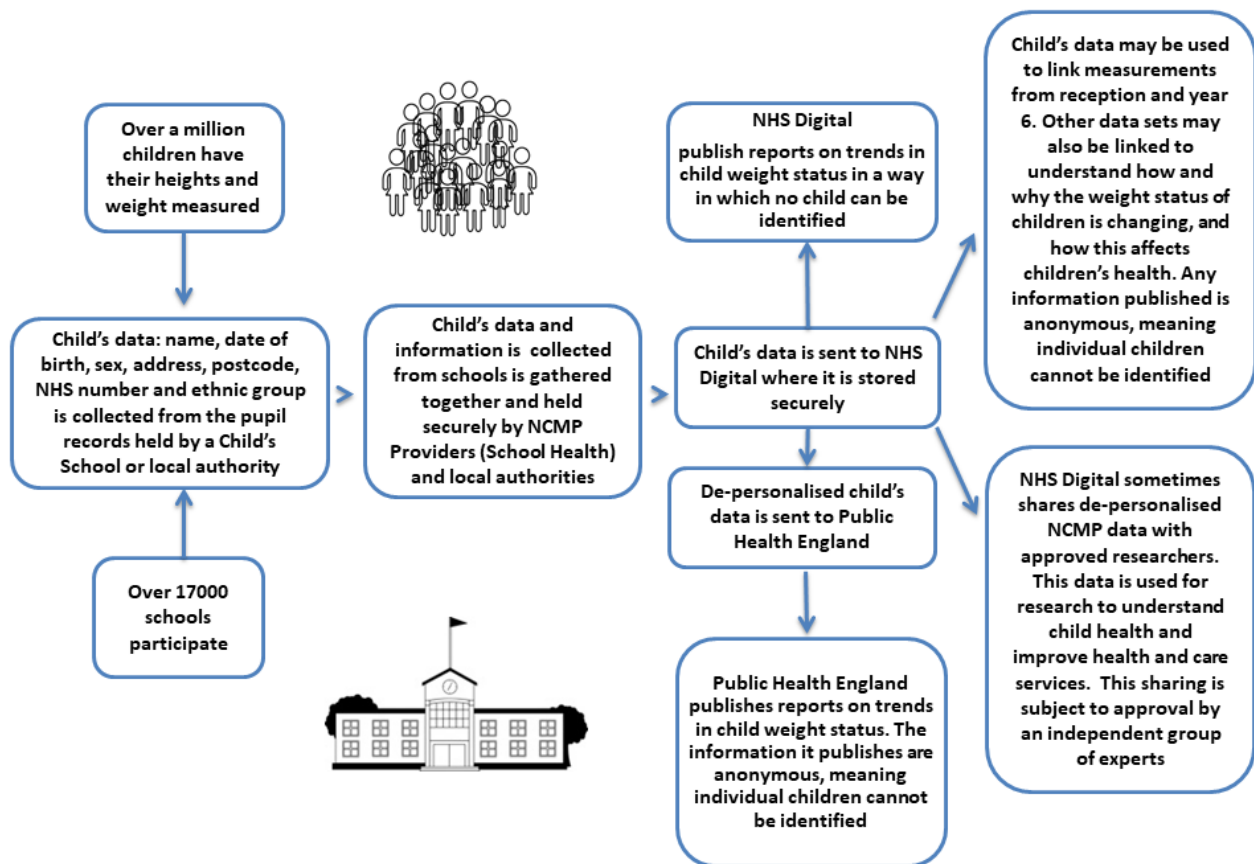 Over a million
children have
their heights and
weight measured
Child's data: name, date of
birth, sex, address, postcode,
NHS number and ethnic group
is collected from the pupil
records held by a Child's
School or local authority
Over 17000
schools
participate
Child's data and
information is  collected
from schools is gathered
together and held
securely by NCMP
Providers (School Health)
and local authorities
NHS Digital
publish reports on trends in
child weight status in a way
in which no child can be
identified
Child's data is sent to NHS
Digital where it is stored
securely
De-personalised child's
data is sent to Public
Health England
Public Health England
publishes reports on trends
in child weight status. The
information it publishes are
anonymous, meaning
individual children cannot
be identified
Child's data may be used
to link measurements
from reception and year
6. Other data sets may
also be linked to
understand how and
why the weight status of
children is changing, and
how this affects
children's health. Any
information published is
anonymous, meaning
individual children
cannot be identified
NHS Digital sometimes
shares de-personalised
NCMP data with
approved researchers.
This data is used for
research to understand
child health and
improve health and care
services.  This sharing is
subject to approval by
an independent group
of experts